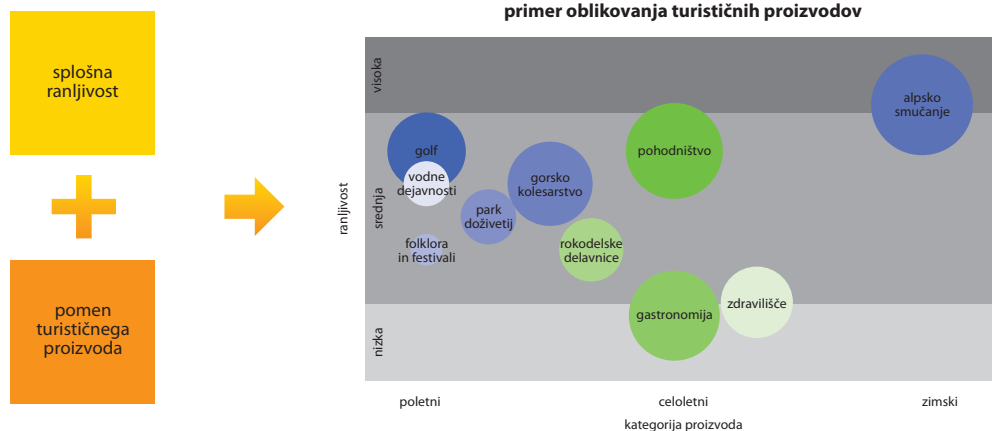 primer oblikovanja turističnih proizvodov
splošna
ranljivost
pomen
turističnega
proizvoda
ranljivost
visoka
srednja
nizka
alpsko
smučanje
golf
vodne
dejavnosti
pohodništvo
gorsko
kolesarstvo
park
doživetij
folklora
in festivali
rokodelske
delavnice
gastronomija
zdravilišče
poletni
celoletni
zimski
kategorija proizvoda